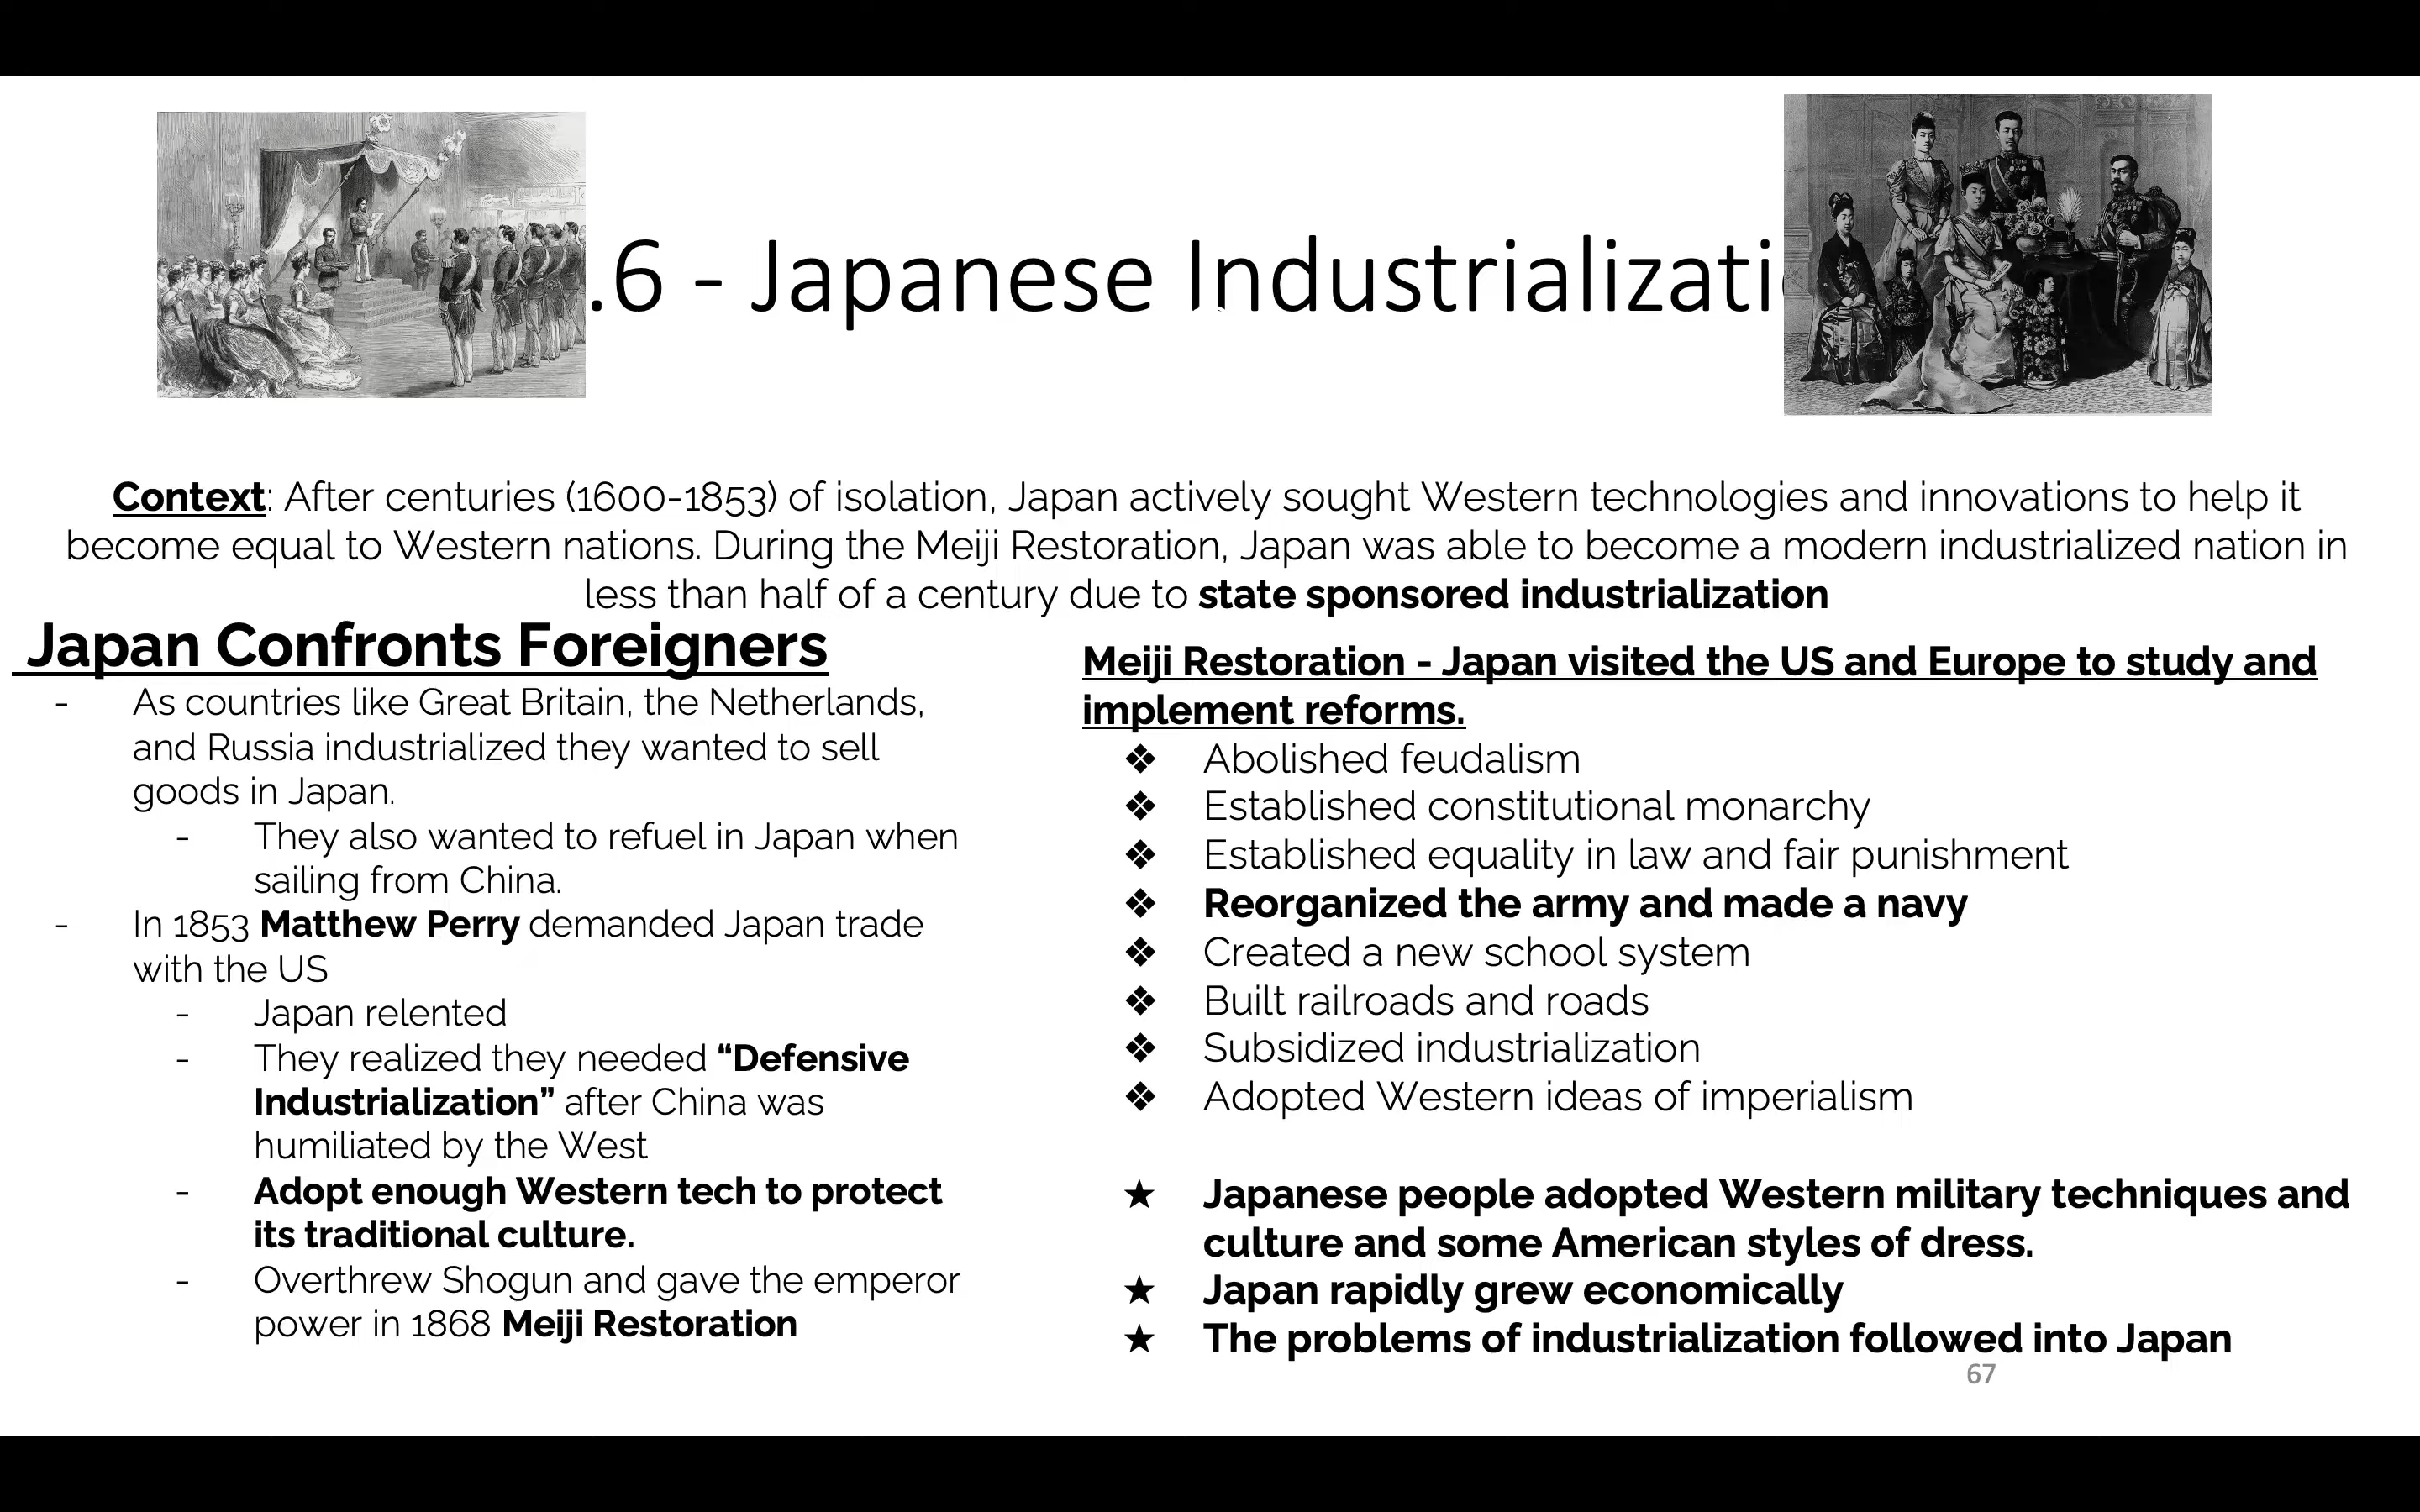 .6 - Japanese Industrializati
Context: After centuries (1600-1853) of isolation, Japan actively sought Western technologies and innovations to help it
become equal to Western nations. During the Meiji Restoration, Japan was able to become a modern industrialized nation in
less than half of a century due to state sponsored industrialization
Japan Confronts Foreigners
- As countries like Great Britain, the Netherlands,
and Russia industrialized they wanted to sell
goods in Japan.
- They also wanted to refuel in Japan when
sailing from China.
- In 1853 Matthew Perry demanded Japan trade
with the US
- Japan relented
- They realized they needed “Defensive
Industrialization” after China was
humiliated by the West
- Adopt enough Western tech to protect
its traditional culture.
- Overthrew Shogun and gave the emperor
power in 1868 Meiji Restoration
Meiji Restoration - Japan visited the US and Europe to study and
implement reforms.
❖ Abolished feudalism
❖ Established constitutional monarchy
❖ Established equality in law and fair punishment
❖ Reorganized the army and made a navy
❖ Created a new school system
❖ Built railroads and roads
❖ Subsidized industrialization
❖ Adopted Western ideas of imperialism
★ Japanese people adopted Western military techniques and
culture and some American styles of dress.
★ Japan rapidly grew economically
★ The problems of industrialization followed into Japan
67